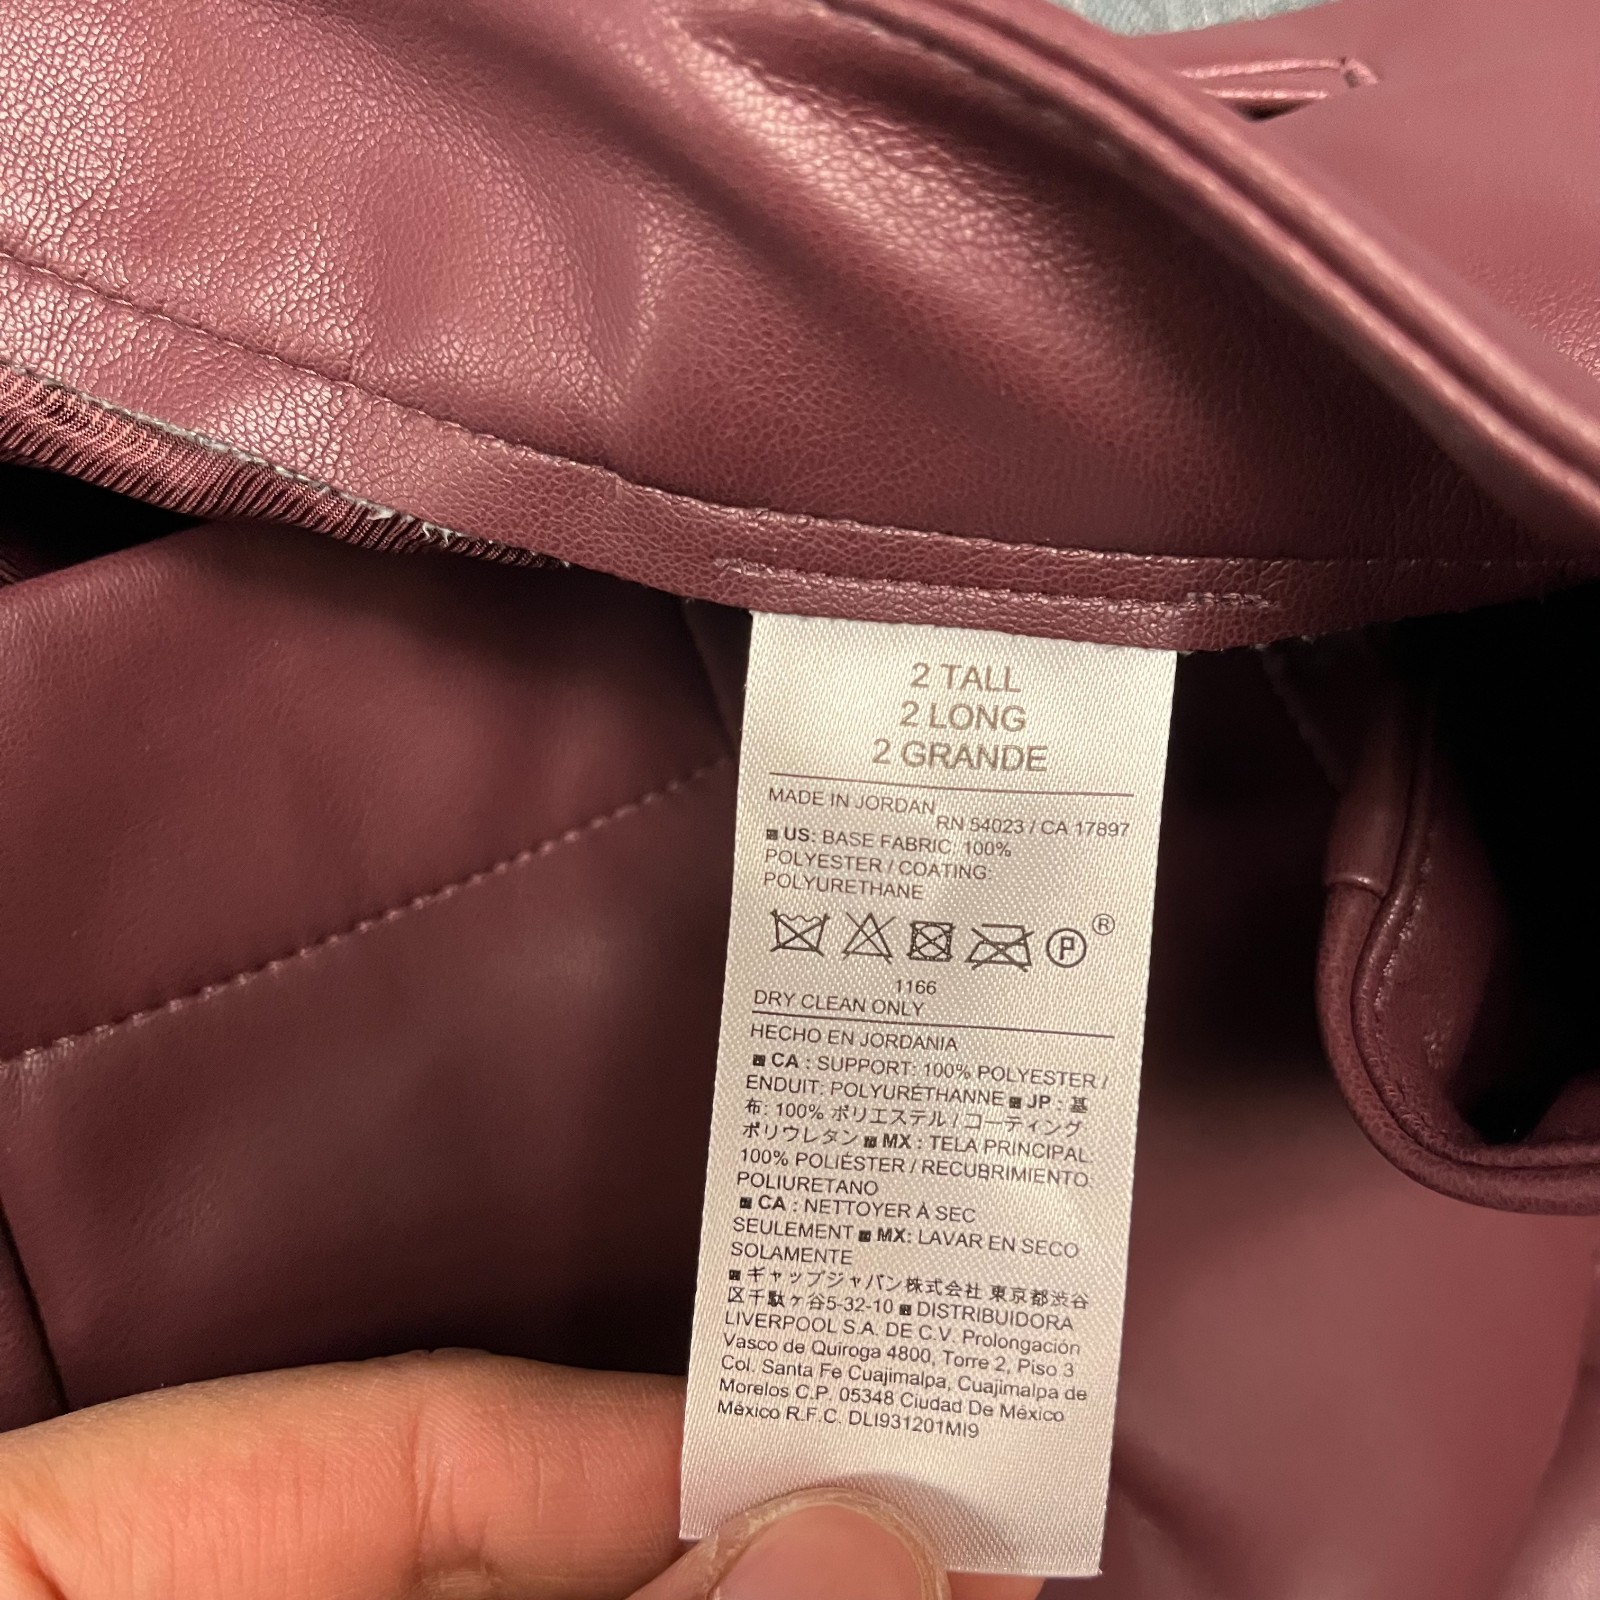 2 TALL
2 LONG
2 GRANDE
MADE IN JORDAN
RN 54023 / CA 17897
US: BASE FABRIC: 100%
POLYESTER / COATING:
POLYURETHANE
P ®
1166
DRY CLEAN ONLY
HECHO EN JORDANIA
CA : SUPPORT: 100% POLYESTER /
ENDUIT: POLYURÉTHANNE JP : 基
布: 100% ポリエステル / コーティング
ポリウレタン MX : TELA PRINCIPAL
100% POLIÉSTER / RECUBRIMIENTO:
POLIURETANO
CA : NETTOYER À SEC
SEULEMENT MX: LAVAR EN SECO
SOLAMENTE
ギャップジャパン株式会社 東京都渋谷
区千駄ヶ谷5-32-10 DISTRIBUIDORA
LIVERPOOL S.A. DE C.V. Prolongación
Vasco de Quiroga 4800, Torre 2, Piso 3
Col. Santa Fe Cuajimalpa, Cuajimalpa de
Morelos C.P. 05348 Ciudad De México
México R.F.C. DLI931201MI9